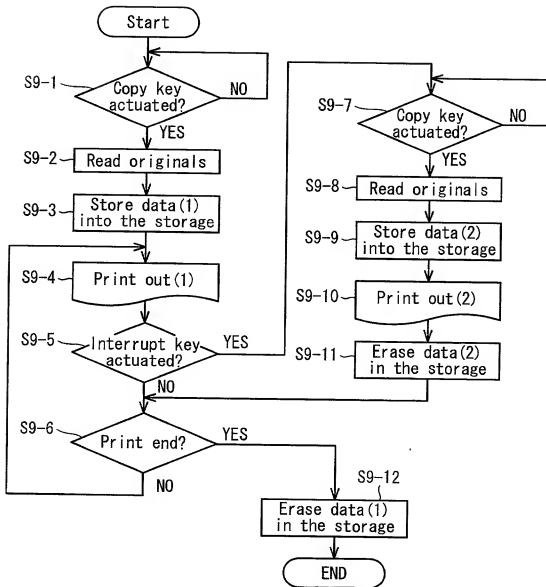 Start
S9-1
Copy key
actuated?
NO
YES
S9-2
Read originals
S9-3
Store data(1)
into the storage
S9-4
Print out(1)
S9-5
Interrupt key
actuated?
YES
NO
S9-6
Print end?
YES
NO
S9-7
Copy key
actuated?
NO
YES
S9-8
Read originals
S9-9
Store data(2)
into the storage
S9-10
Print out(2)
S9-11
Erase data(2)
in the storage
S9-12
Erase data(1)
in the storage
END